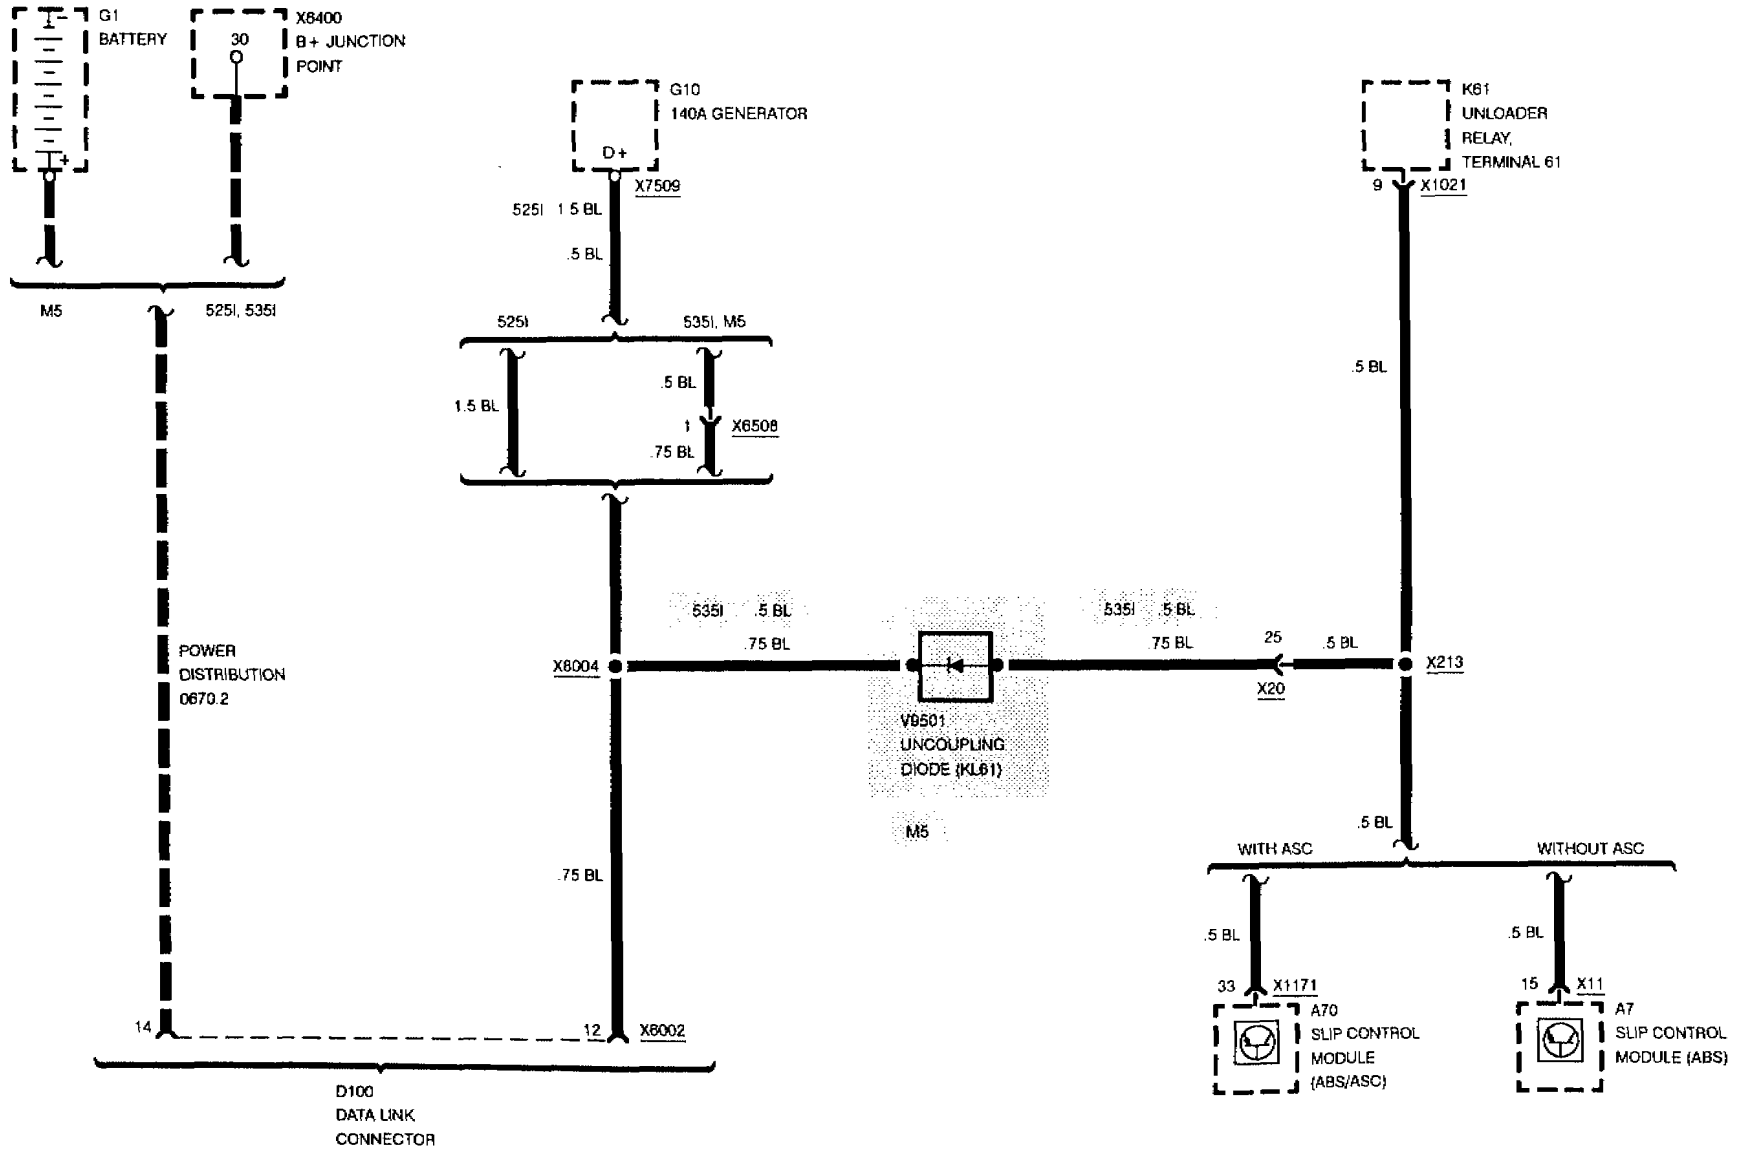 G1
BATTERY
+
30
X6400
B+ JUNCTION
POINT
M5
525I, 535I
POWER
DISTRIBUTION
0670.2
G10
140A GENERATOR
D+
X7509
525I 1.5 BL
.5 BL
525I
535I, M5
1.5 BL
.5 BL
1
X6508
.75 BL
X6004
535I .5 BL
.75 BL
V9501
UNCOUPLING
DIODE (KL61)
M5
535I .5 BL
.75 BL
25
X20
.5 BL
X213
K61
UNLOADER
RELAY,
TERMINAL 61
9
X1021
.5 BL
.5 BL
WITH ASC
WITHOUT ASC
.5 BL
33
X1171
A70
SLIP CONTROL
MODULE
(ABS/ASC)
.5 BL
15
X11
A7
SLIP CONTROL
MODULE (ABS)
.75 BL
14
12
X6002
D100
DATA LINK
CONNECTOR